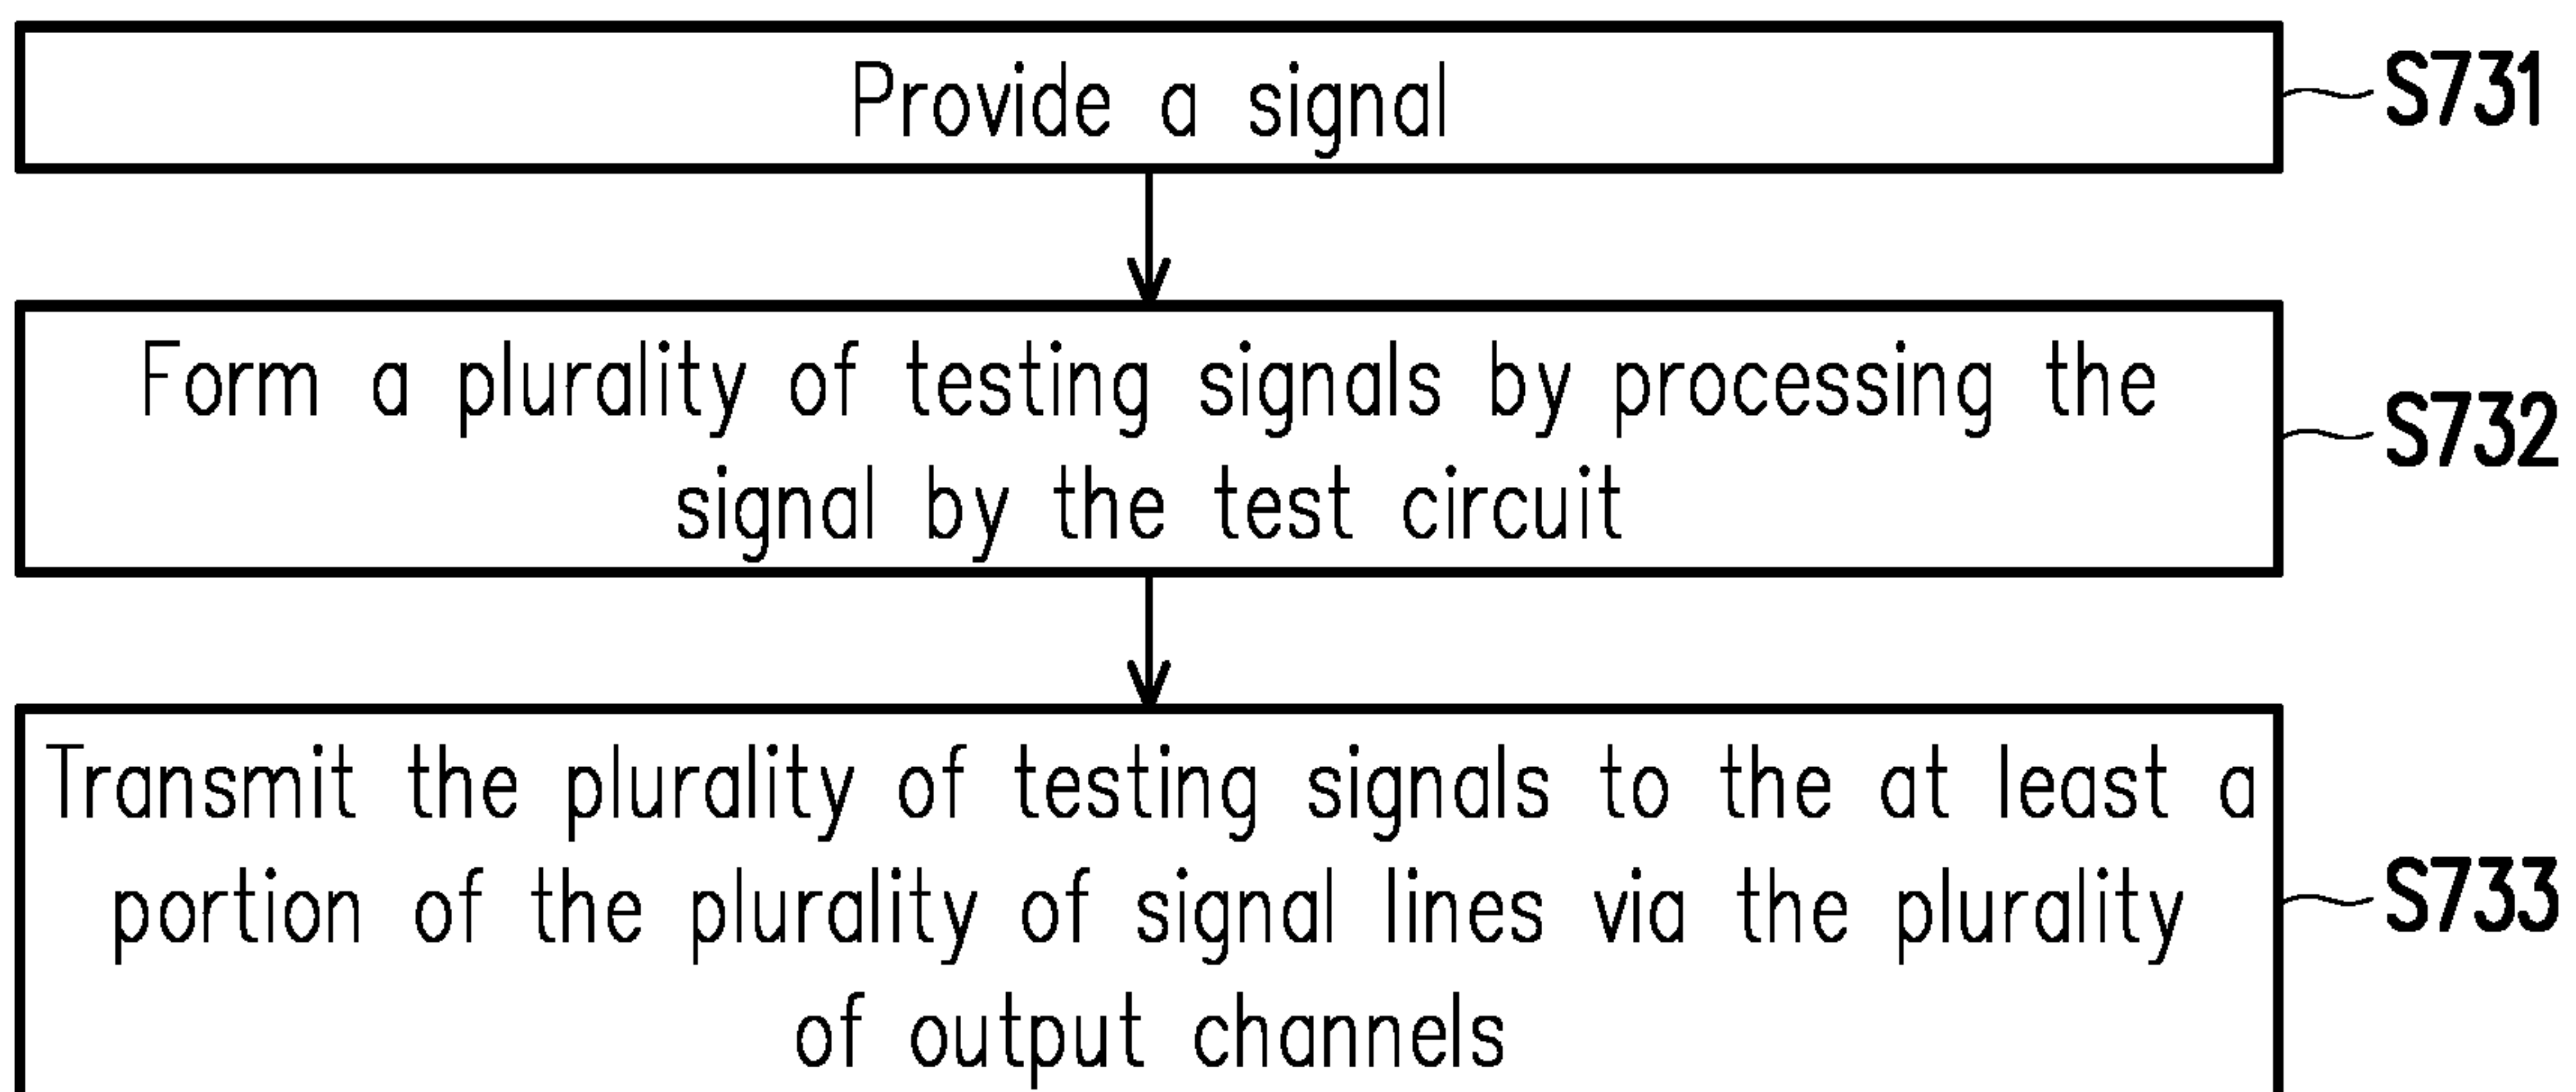 Provide a signal
S731
Form a plurality of testing signals by processing the
signal by the test circuit
S732
Transmit the plurality of testing signals to the at least a
portion of the plurality of signal lines via the plurality
of output channels
S733